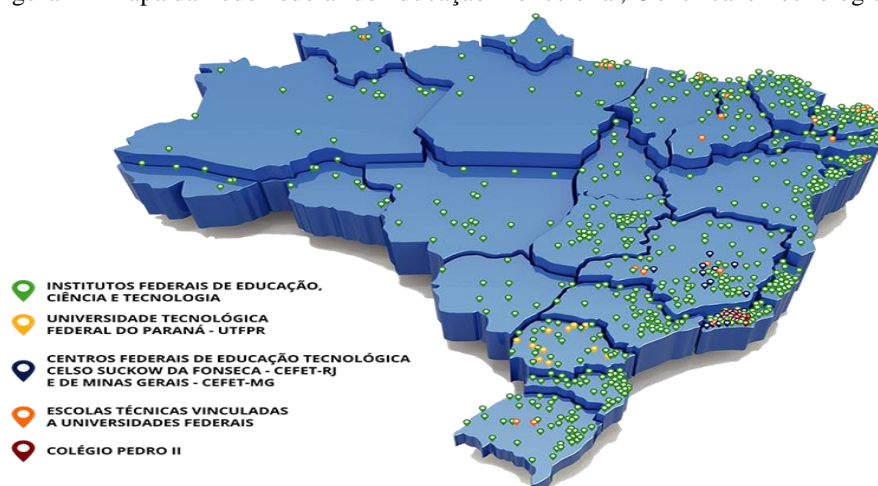 INSTITUTOS FEDERAIS DE EDUCAÇÃO,
CIÊNCIA E TECNOLOGIA
UNIVERSIDADE TECNOLÓGICA
FEDERAL DO PARANÁ - UTFPR
CENTROS FEDERAIS DE EDUCAÇÃO TECNOLÓGICA
CELSO SUCKOW DA FONSECA - CEFET-RJ
E DE MINAS GERAIS - CEFET-MG
ESCOLAS TÉCNICAS VINCULADAS
A UNIVERSIDADES FEDERAIS
COLÉGIO PEDRO II